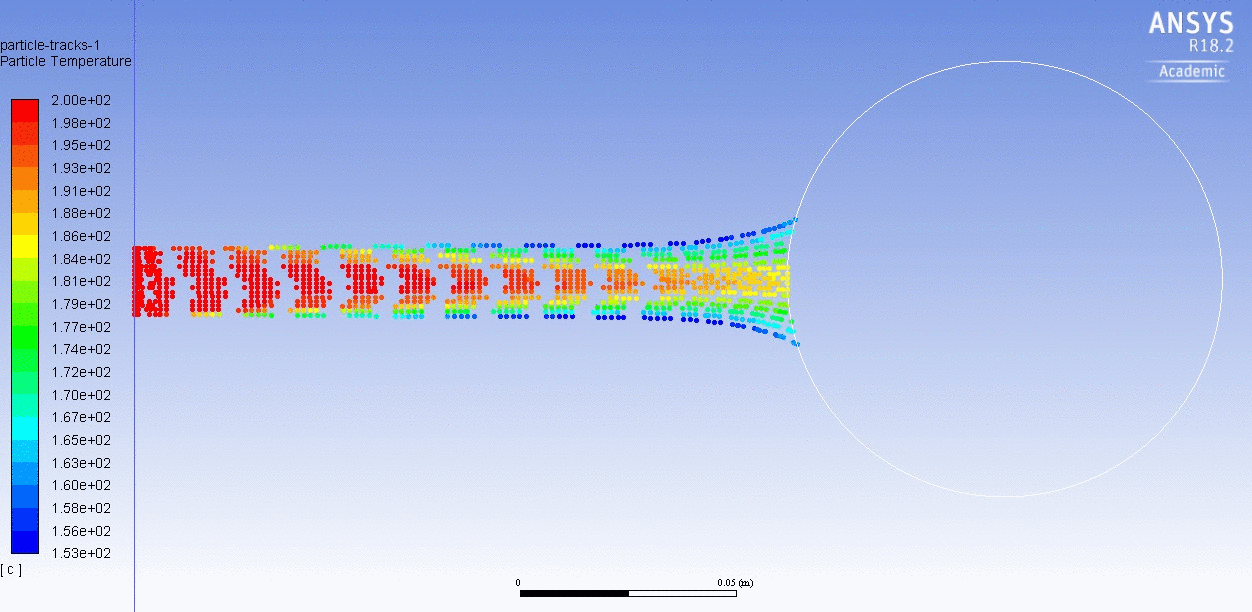 particle-tracks-1
Particle Temperature
ANSYS
R18.2
Academic
2.00e+02
1.98e+02
1.95e+02
1.93e+02
1.91e+02
1.88e+02
1.86e+02
1.84e+02
1.81e+02
1.79e+02
1.77e+02
1.74e+02
1.72e+02
1.70e+02
1.67e+02
1.65e+02
1.63e+02
1.60e+02
1.58e+02
1.56e+02
1.53e+02
[ c ]
0 0.05 (m)